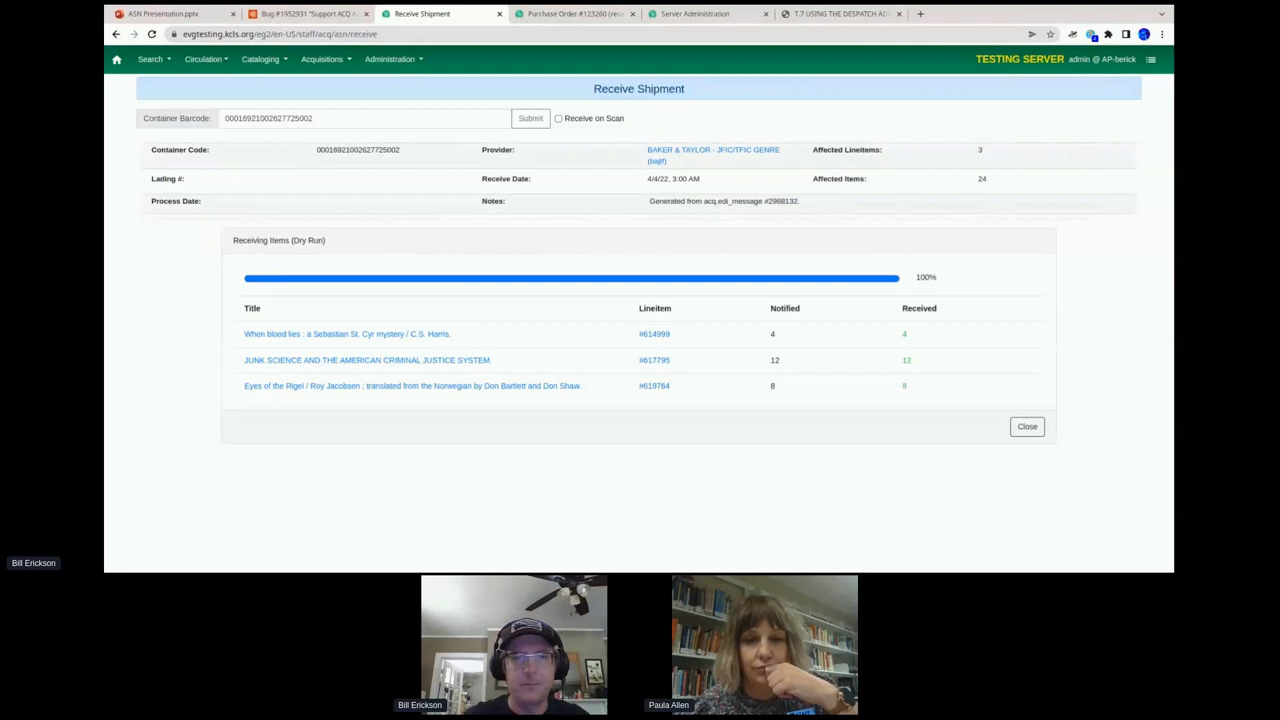 ASN Presentation.pptx
Bug #1952931 "Support ACQ A
Receive Shipment
Purchase Order #123260 (rec
Server Administration
T.7 USING THE DESPATCH AD
evgtesting.kcls.org/eg2/en-US/staff/acq/asn/receive
Search
Circulation
Cataloging
Acquisitions
Administration
TESTING SERVER
admin @ AP-berick
Receive Shipment
Container Barcode:
00016921002627725002
Submit
Receive on Scan
Container Code:
00016921002627725002
Provider:
BAKER & TAYLOR - JFIC/TFIC GENRE
(bajtf)
Affected Lineitems:
3
Lading #:
Receive Date:
4/4/22, 3:00 AM
Affected Items:
24
Process Date:
Notes:
Generated from acq.edi_message #2988132.
Receiving Items (Dry Run)
100%
Title
Lineitem
Notified
Received
When blood lies : a Sebastian St. Cyr mystery / C.S. Harris.
#614999
4
4
JUNK SCIENCE AND THE AMERICAN CRIMINAL JUSTICE SYSTEM.
#617795
12
12
Eyes of the Rigel / Roy Jacobsen ; translated from the Norwegian by Don Bartlett and Don Shaw.
#619764
8
8
Close
Bill Erickson
Bill Erickson
Paula Allen